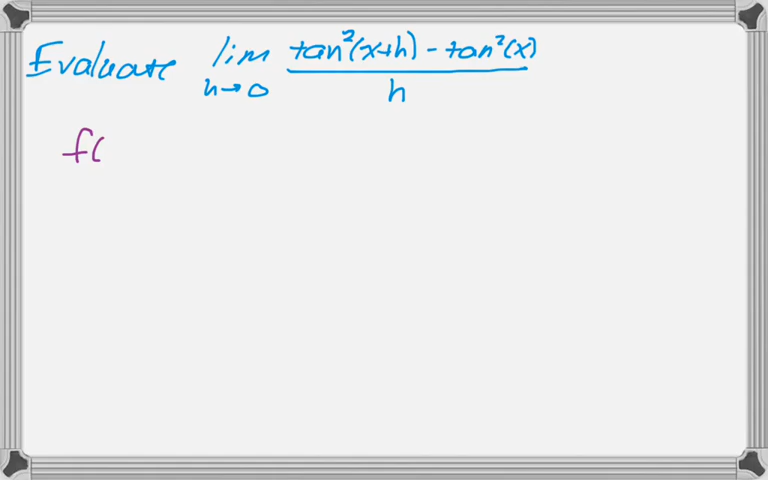 Evaluate lim h→0 (tan²(x+h) - tan²(x))/h
f(